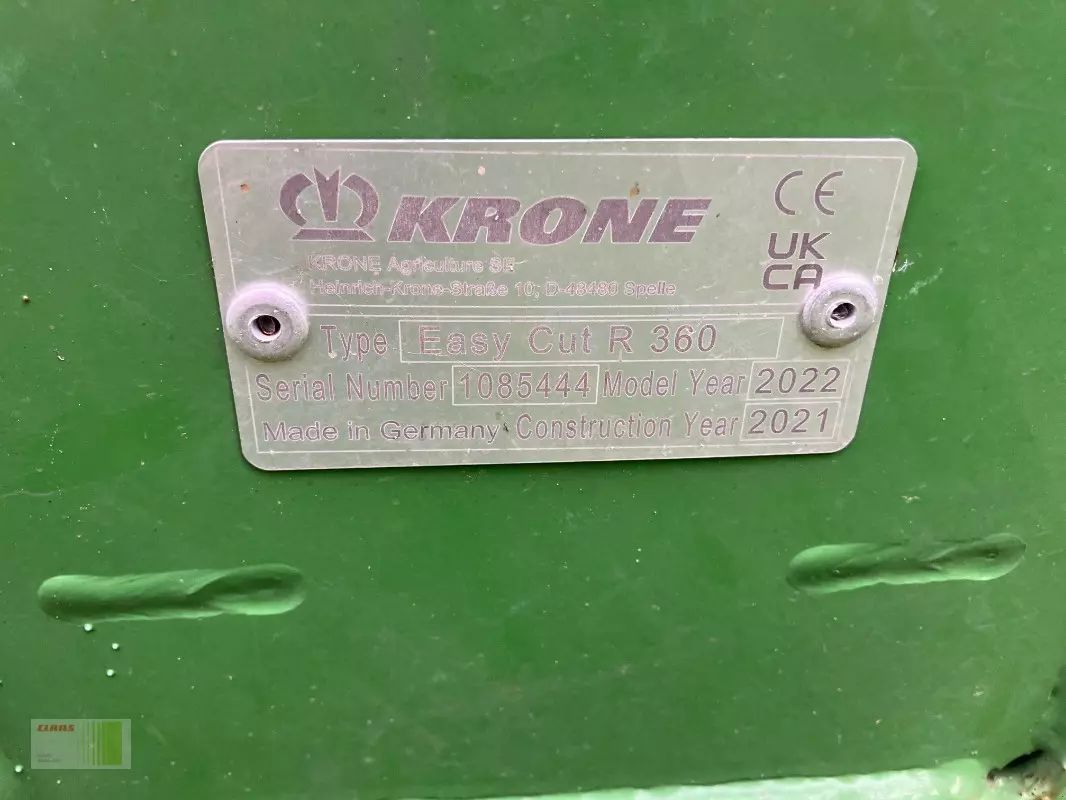 KRONE
CE
UK
CA
KRONE Agriculture SE
Heinrich-Krone-Straße 10, D-48480 Spelle
Type Easy Cut R 360
Serial Number 1085444 Model Year 2022
Made in Germany Construction Year 2021
CLAAS